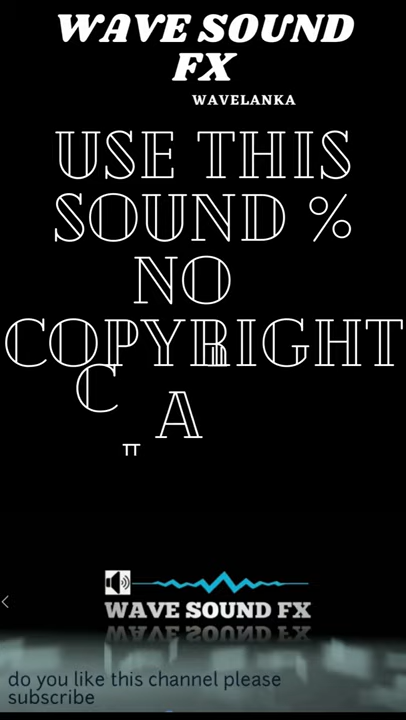 WAVE SOUND
FX
WAVELANKA
USE THIS
SOUND %
NO
COPYRIGHT
C
A
WAVE SOUND FX
do you like this channel please
subscribe